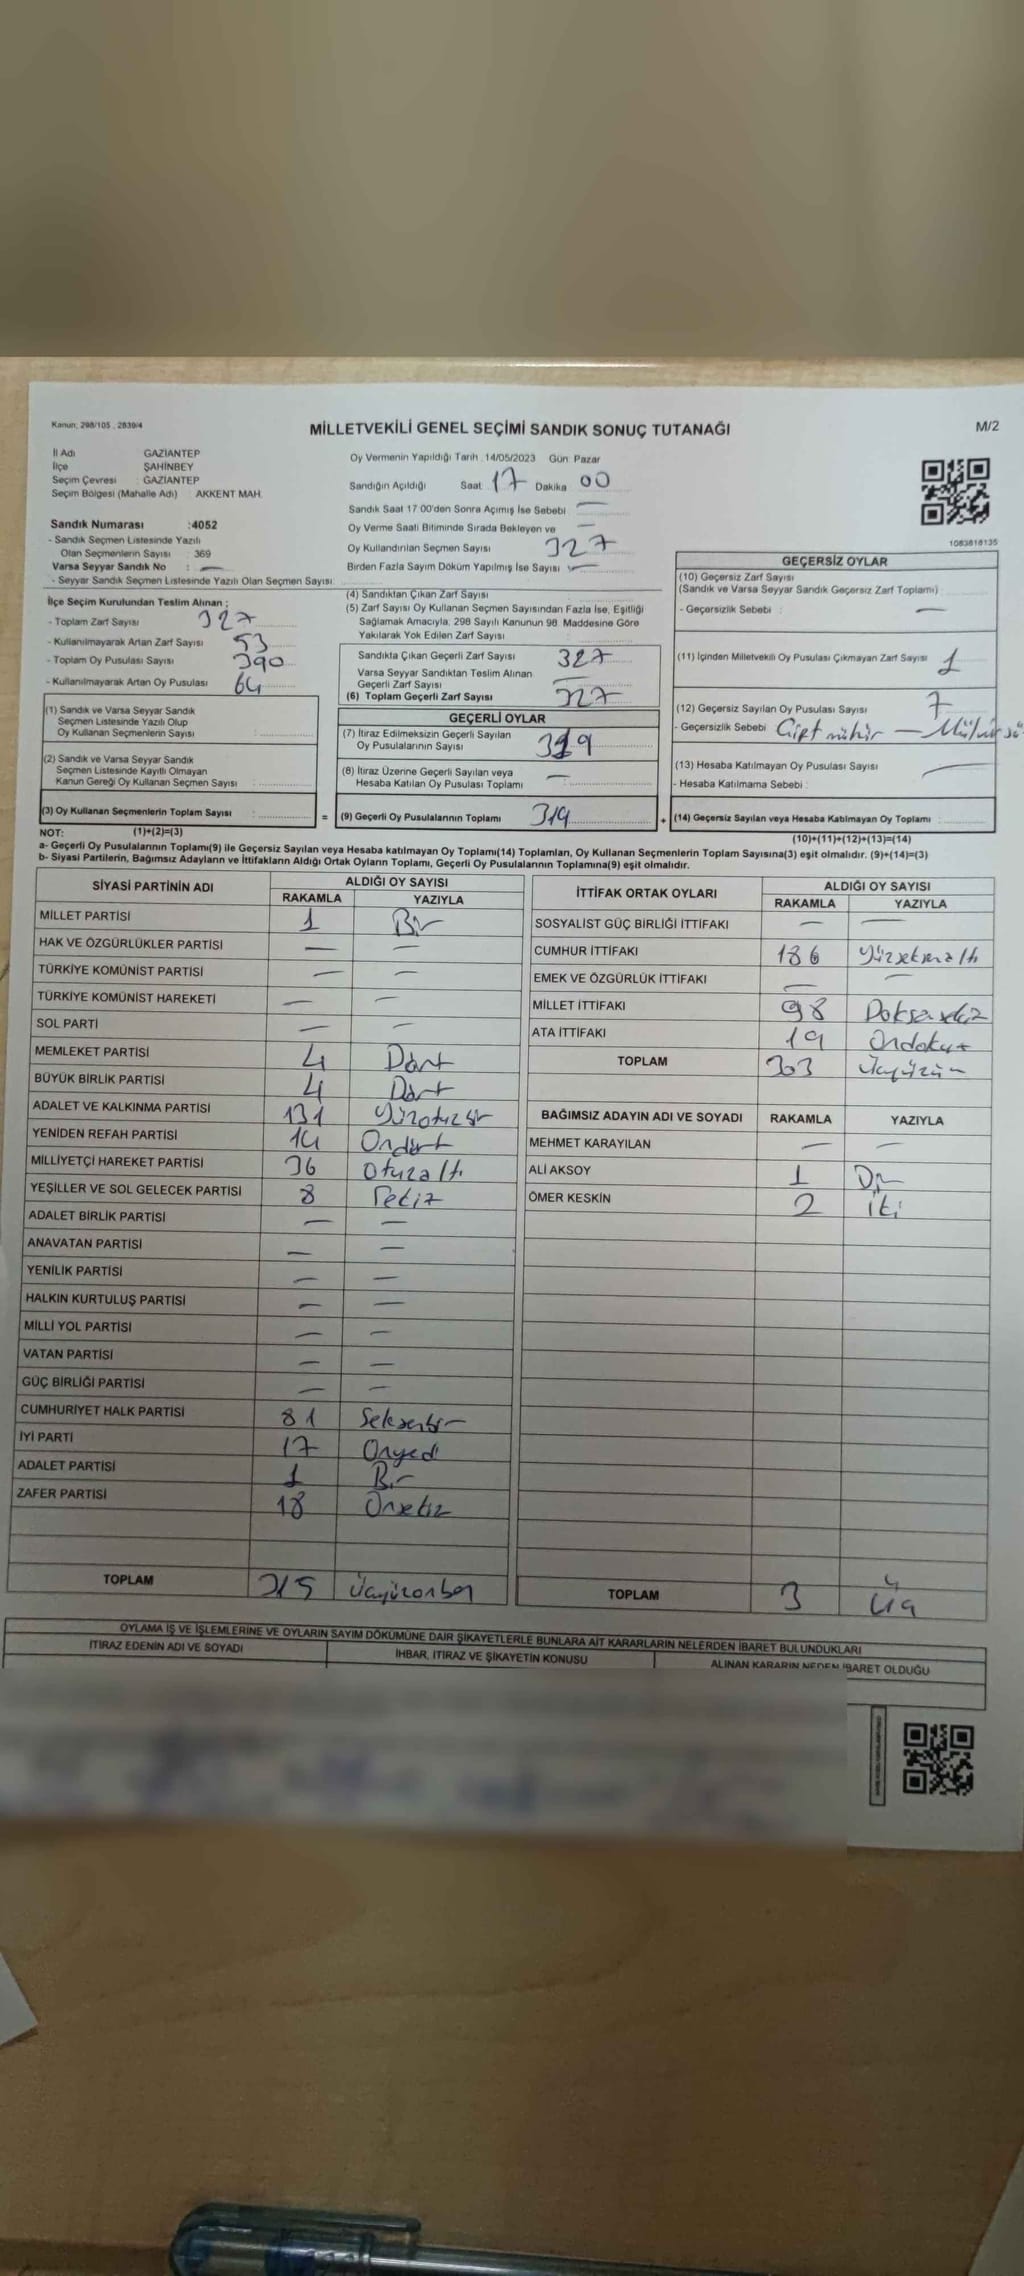 Kanun, 298/105 , 2839/4
MİLLETVEKİLİ GENEL SEÇİMİ SANDIK SONUÇ TUTANAĞI
M/2
İl Adı GAZİANTEP
İlçe ŞAHİNBEY
Seçim Çevresi : GAZİANTEP
Seçim Bölgesi (Mahalle Adı) : AKKENT MAH.
Oy Vermenin Yapıldığı Tarih :14/05/2023 Gün: Pazar
Sandığın Açıldığı Saat 17 Dakika 00
Sandık Saat 17:00'den Sonra Açımış İse Sebebi —
Oy Verme Saati Bitiminde Sırada Bekleyen ve —
Oy Kullandırılan Seçmen Sayısı 327
Birden Fazla Sayım Döküm Yapılmış İse Sayısı —
1083818135
Sandık Numarası :4052
- Sandık Seçmen Listesinde Yazılı
Olan Seçmenlerin Sayısı : 369
Varsa Seyyar Sandık No : —
- Seyyar Sandık Seçmen Listesinde Yazılı Olan Seçmen Sayısı
İlçe Seçim Kurulundan Teslim Alınan ;
- Toplam Zarf Sayısı 327
- Kullanılmayarak Artan Zarf Sayısı 53
- Toplam Oy Pusulası Sayısı 390
- Kullanılmayarak Artan Oy Pusulası 64
(1) Sandık ve Varsa Seyyar Sandık
Seçmen Listesinde Yazılı Olup
Oy Kullanan Seçmenlerin Sayısı :
(2) Sandık ve Varsa Seyyar Sandık
Seçmen Listesinde Kayıtlı Olmayan
Kanun Gereği Oy Kullanan Seçmen Sayısı :
(3) Oy Kullanan Seçmenlerin Toplam Sayısı :
(4) Sandıktan Çıkan Zarf Sayısı
(5) Zarf Sayısı Oy Kullanan Seçmen Sayısından Fazla İse, Eşitliği
Sağlamak Amacıyla, 298 Sayılı Kanunun 98. Maddesine Göre
Yakılarak Yok Edilen Zarf Sayısı
Sandıkta Çıkan Geçerli Zarf Sayısı 327
Varsa Seyyar Sandıktan Teslim Alınan
Geçerli Zarf Sayısı —
(6) Toplam Geçerli Zarf Sayısı 327
GEÇERLİ OYLAR
(7) İtiraz Edilmeksizin Geçerli Sayılan
Oy Pusulalarının Sayısı 319
(8) İtiraz Üzerine Geçerli Sayılan veya
Hesaba Katılan Oy Pusulası Toplamı —
= (9) Geçerli Oy Pusulalarının Toplamı 319 +
GEÇERSİZ OYLAR
(10) Geçersiz Zarf Sayısı
(Sandık ve Varsa Seyyar Sandık Geçersiz Zarf Toplamı)
- Geçersizlik Sebebi : —
(11) İçinden Milletvekili Oy Pusulası Çıkmayan Zarf Sayısı 1
(12) Geçersiz Sayılan Oy Pusulası Sayısı 7
- Geçersizlik Sebebi Çift mühür —
(13) Hesaba Katılmayan Oy Pusulası Sayısı —
- Hesaba Katılmama Sebebi :
(14) Geçersiz Sayılan veya Hesaba Katılmayan Oy Toplamı :
NOT: (1)+(2)=(3)
(10)+(11)+(12)+(13)=(14)
a- Geçerli Oy Pusulalarının Toplamı(9) ile Geçersiz Sayılan veya Hesaba katılmayan Oy Toplamı(14) Toplamları, Oy Kullanan Seçmenlerin Toplam Sayısına(3) eşit olmalıdır. (9)+(14)=(3)
b- Siyasi Partilerin, Bağımsız Adayların ve İttifakların Aldığı Ortak Oyların Toplamı, Geçerli Oy Pusulalarının Toplamına(9) eşit olmalıdır.
SİYASİ PARTİNİN ADI ALDIĞI OY SAYISI
RAKAMLA YAZIYLA
MİLLET PARTİSİ 1 Bir
HAK VE ÖZGÜRLÜKLER PARTİSİ — —
TÜRKİYE KOMÜNİST PARTİSİ — —
TÜRKİYE KOMÜNİST HAREKETİ — —
SOL PARTİ — —
MEMLEKET PARTİSİ 4 Dört
BÜYÜK BİRLİK PARTİSİ 4 Dört
ADALET VE KALKINMA PARTİSİ 131 Yüzotuzbir
YENİDEN REFAH PARTİSİ 14 Ondört
MİLLİYETÇİ HAREKET PARTİSİ 36 Otuzaltı
YEŞİLLER VE SOL GELECEK PARTİSİ 8 Sekiz
ADALET BİRLİK PARTİSİ — —
ANAVATAN PARTİSİ — —
YENİLİK PARTİSİ — —
HALKIN KURTULUŞ PARTİSİ — —
MİLLİ YOL PARTİSİ — —
VATAN PARTİSİ — —
GÜÇ BİRLİĞİ PARTİSİ — —
CUMHURİYET HALK PARTİSİ 81 Seksenbir
İYİ PARTİ 17 Onyedi
ADALET PARTİSİ 1 Bir
ZAFER PARTİSİ 18 Onsekiz
TOPLAM 315 Üçyüzonbeş
İTTİFAK ORTAK OYLARI ALDIĞI OY SAYISI
RAKAMLA YAZIYLA
SOSYALİST GÜÇ BİRLİĞİ İTTİFAKI — —
CUMHUR İTTİFAKI 186 Yüzseksenaltı
EMEK VE ÖZGÜRLÜK İTTİFAKI — —
MİLLET İTTİFAKI 98 Doksansekiz
ATA İTTİFAKI 19 Ondokuz
TOPLAM 303 Üçyüzüç
BAĞIMSIZ ADAYIN ADI VE SOYADI RAKAMLA YAZIYLA
MEHMET KARAYILAN — —
ALİ AKSOY 1 Bir
ÖMER KESKİN 2 İki
TOPLAM 3 Üç
OYLAMA İŞ VE İŞLEMLERİNE VE OYLARIN SAYIM DÖKÜMÜNE DAİR ŞİKAYETLERLE BUNLARA AİT KARARLARIN NELERDEN İBARET BULUNDUKLARI
İTİRAZ EDENİN ADI VE SOYADI İHBAR, İTİRAZ VE ŞİKAYETİN KONUSU ALINAN KARARIN NEDEN İBARET OLDUĞU